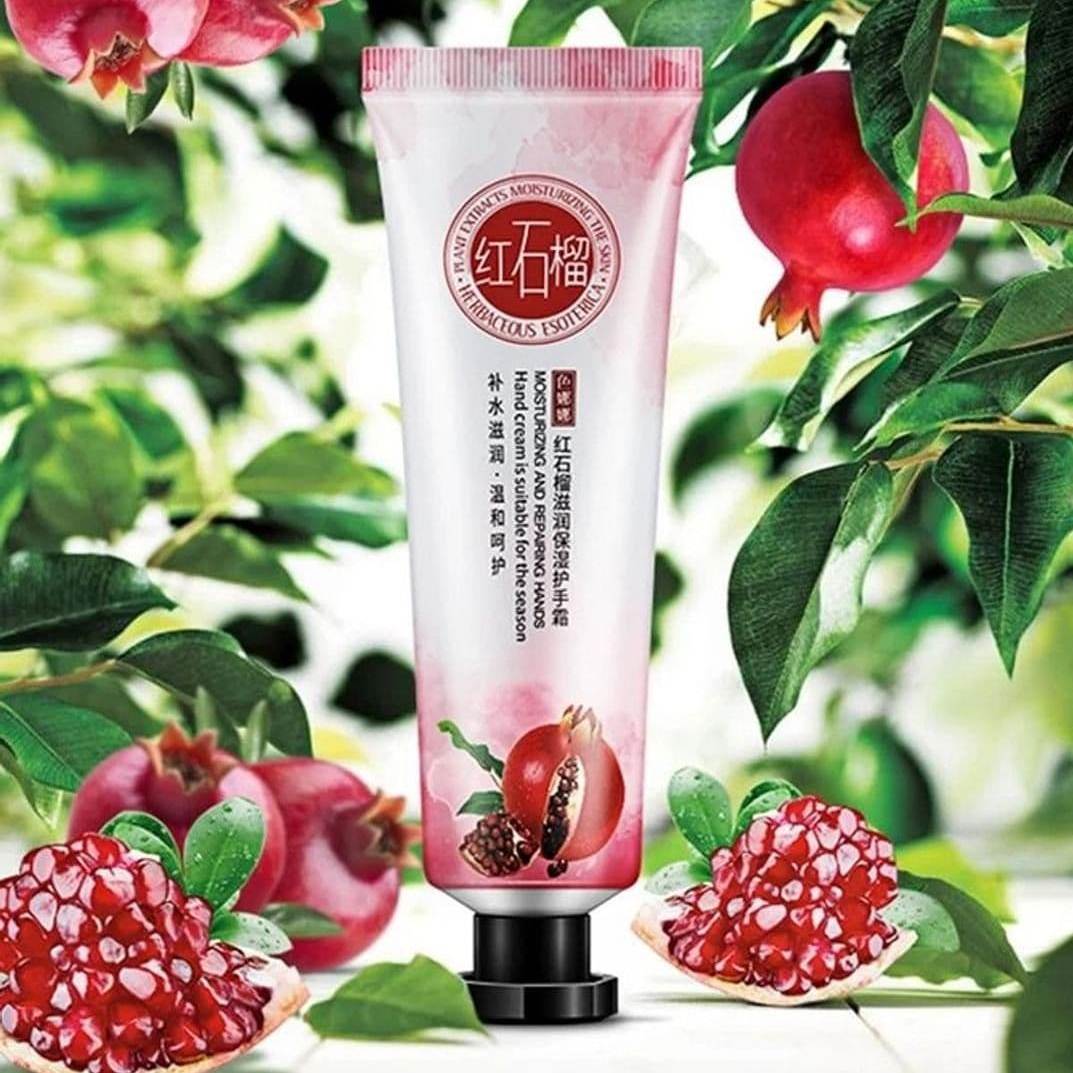 PLANT EXTRACTS MOISTURIZING THE SKIN
红石榴
HERBACEOUS ESOTERICA
色娜娜
红石榴滋润保湿护手霜
MOISTURIZING AND REPAIRING HANDS
Hand cream is suitable for the season
补水滋润·温和呵护